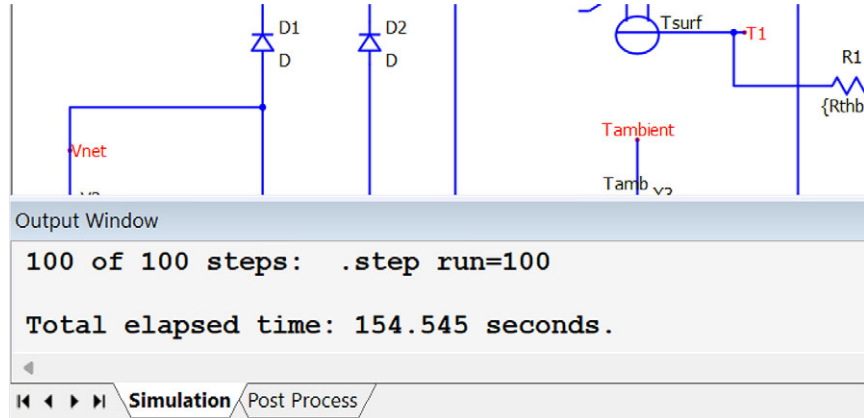 D1
D
D2
D
Tsurf
T1
R1
Vnet
Tambient
Tamb
Output Window
100 of 100 steps: .step run=100
Total elapsed time: 154.545 seconds.
Simulation
Post Process